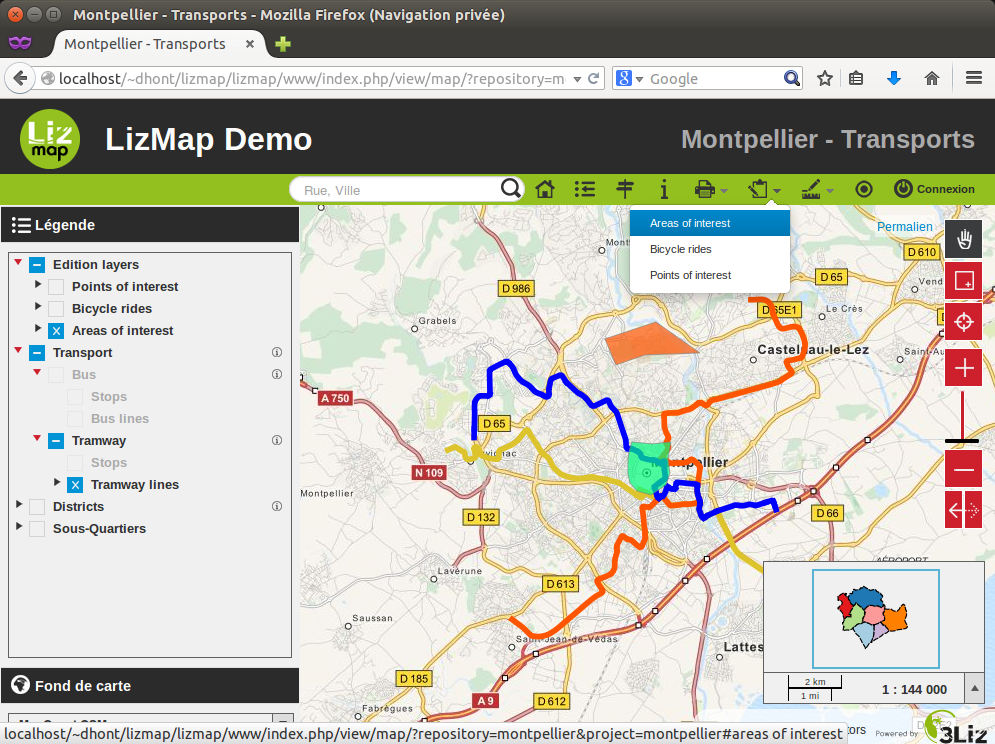 Montpellier - Transports - Mozilla Firefox (Navigation privée)
Montpellier - Transports
localhost/~dhont/lizmap/lizmap/www/index.php/view/map/?repository=m
Google
Liz
map
LizMap Demo
Montpellier - Transports
Rue, Ville
Connexion
Légende
Edition layers
Points of interest
Bicycle rides
Areas of interest
Transport
Bus
Stops
Bus lines
Tramway
Stops
Tramway lines
Districts
Sous-Quartiers
Fond de carte
Areas of interest
Bicycle rides
Points of interest
Permalien
D 610
D 65
D 986
Grabels
D 65E1
Le Crès
Castelnau-le-Lez
A 750
D 65
N 109
Montpellier
Montpellier
D 132
D 66
Lavérune
D 613
Saussan
Saint-Jean-de-Védas
Lattes
D 185
A 9
D 612
Fabrègues
2 km
1 mi
1 : 144 000
localhost/~dhont/lizmap/lizmap/www/index.php/view/map/?repository=montpellier&project=montpellier#areas of interest
Powered by
3Liz